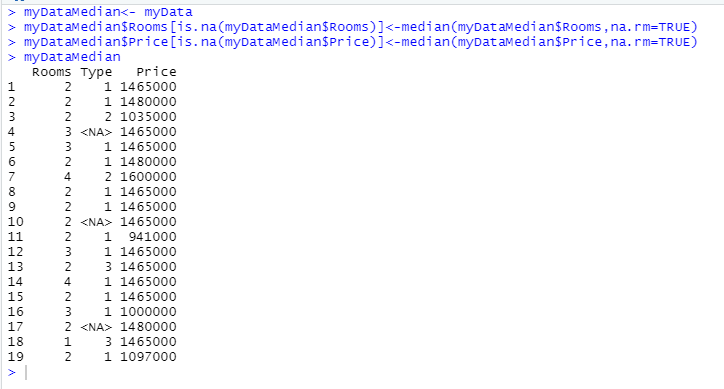 > myDataMedian<- myData
> myDataMedian$Rooms[is.na(myDataMedian$Rooms)]<-median(myDataMedian$Rooms,na.rm=TRUE)
> myDataMedian$Price[is.na(myDataMedian$Price)]<-median(myDataMedian$Price,na.rm=TRUE)
> myDataMedian
   Rooms Type   Price
1      2    1 1465000
2      2    1 1480000
3      2    2 1035000
4      3 <NA> 1465000
5      3    1 1465000
6      2    1 1480000
7      4    2 1600000
8      2    1 1465000
9      2    1 1465000
10     2 <NA> 1465000
11     2    1  941000
12     3    1 1465000
13     2    3 1465000
14     4    1 1465000
15     2    1 1465000
16     3    1 1000000
17     2 <NA> 1480000
18     1    3 1465000
19     2    1 1097000
>